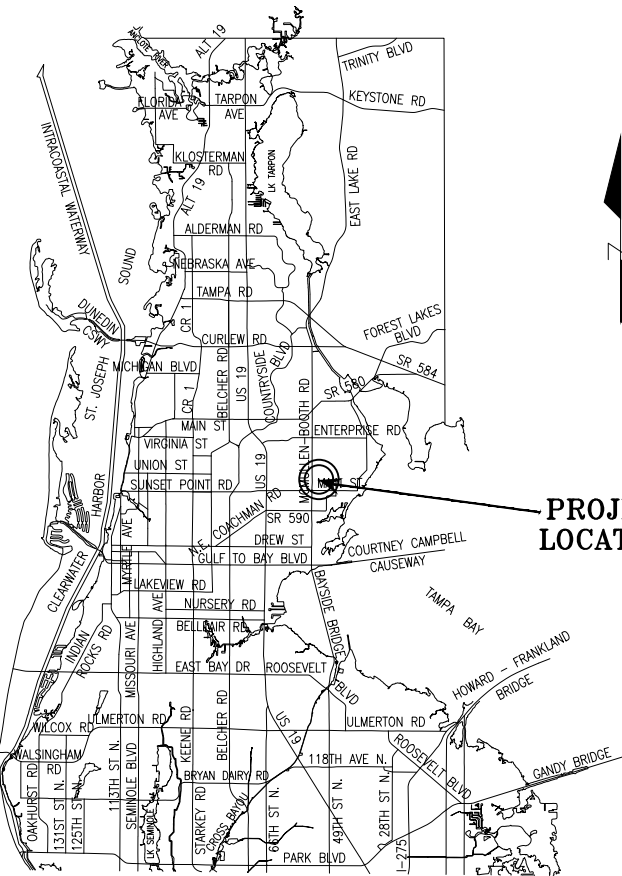 ALT 19
TRINITY BLVD
ANCLOTE RIVER
FLORIDA
AVE
TARPON
AVE
KEYSTONE RD
KLOSTERMAN
RD
LK TARPON
EAST LAKE RD
INTRACOASTAL WATERWAY
ALT 19
ALDERMAN RD
SOUND
NEBRASKA AVE
TAMPA RD
CR 1
DUNEDIN
CSWY
FOREST LAKES
BLVD
CURLEW RD
SR 584
MICHIGAN BLVD
ST. JOSEPH
CR 1
BELCHER RD
US 19
COUNTRYSIDE
BLVD
SR 580
MAIN ST
ENTERPRISE RD
VIRGINIA ST
UNION ST
US 19
SUNSET POINT RD
HARBOR
N.E. COACHMAN RD
SR 590
PROJ
LOCAT
DREW ST
MYRTLE AVE
GULF TO BAY BLVD
COURTNEY CAMPBELL
CAUSEWAY
CLEARWATER
LAKEVIEW RD
BAYSIDE BRIDGE
TAMPA BAY
NURSERY RD
HIGHLAND AVE
BELLEAIR RD
INDIAN
ROCKS RD
MISSOURI AVE
EAST BAY DR
ROOSEVELT
BLVD
HOWARD - FRANKLAND
BRIDGE
WILCOX RD
ULMERTON RD
KEENE RD
BELCHER RD
US 19
ULMERTON RD
WALSINGHAM
RD
118TH AVE N.
ROOSEVELT BLVD
GANDY BRIDGE
BRYAN DAIRY RD
OAKHURST RD
131ST ST N.
125TH ST N.
113TH ST N.
SEMINOLE BLVD
LK SEMINOLE
STARKEY RD
CROSS BAYOU
66TH ST N.
49TH ST N.
28TH ST N.
I-275
PARK BLVD